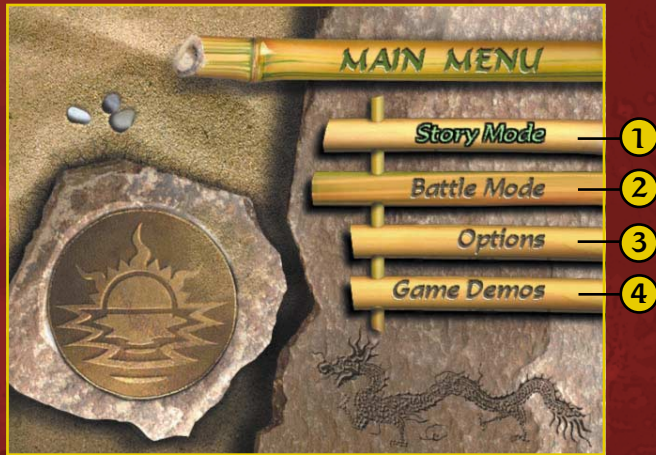 MAIN MENU
Story Mode 1
Battle Mode 2
Options 3
Game Demos 4